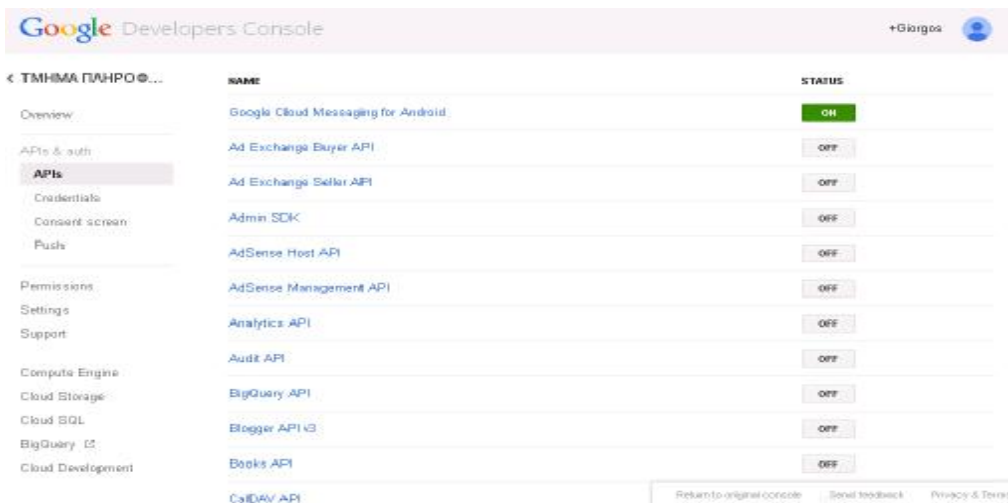 Google Developers Console
+Giorgos
< ΤΜΗΜΑ ΠΛΗΡΟΦ...
Overview
APIs & auth
APIs
Credentials
Consent screen
Push
Permissions
Settings
Support
Compute Engine
Cloud Storage
Cloud SQL
BigQuery
Cloud Development
NAME STATUS
Google Cloud Messaging for Android ON
Ad Exchange Buyer API OFF
Ad Exchange Seller API OFF
Admin SDK OFF
AdSense Host API OFF
AdSense Management API OFF
Analytics API OFF
Audit API OFF
BigQuery API OFF
Blogger API v3 OFF
Books API OFF
CalDAV API
Return to original console Send feedback Privacy & Terms